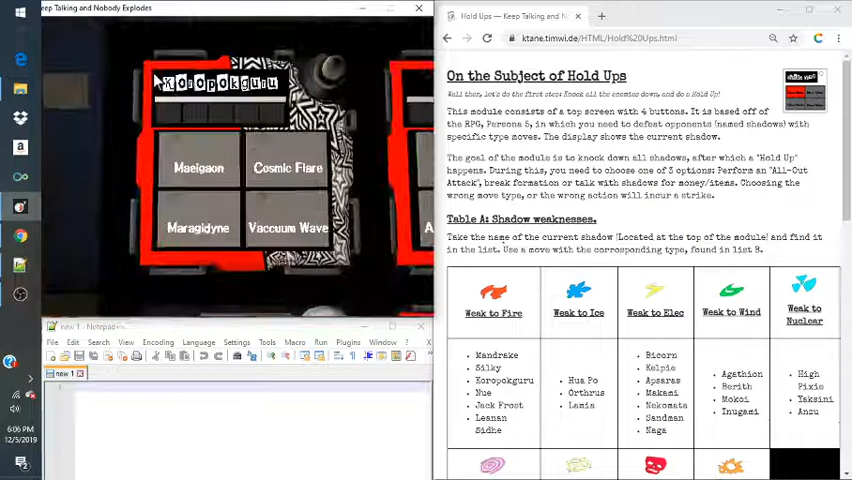 Keep Talking and Nobody Explodes
Koropokguru
Maeigaon
Cosmic Flare
Maragidyne
Vaccuum Wave
new 1 - Notepad++
File Edit Search View Encoding Language Settings Tools Macro Run Plugins Window ?
new 1
6:06 PM
12/5/2019
2
Hold Ups — Keep Talking and No
ktane.timwi.de/HTML/Hold%20Ups.html
On the Subject of Hold Ups
Well then, let's do the first step! Knock all the enemies down, and do a Hold Up!
This module consists of a top screen with 4 buttons. It is based off of
the RPG, Persona 5, in which you need to defeat opponents (named shadows) with
specific type moves. The display shows the current shadow.
The goal of the module is to knock down all shadows, after which a "Hold Up"
happens. During this, you need to choose one of 3 options: Perform an "All-Out
Attack", break formation or talk with shadows for money/items. Choosing the
wrong move type, or the wrong action will incur a strike.
Table A: Shadow weaknesses.
Take the name of the current shadow (Located at the top of the module) and find it
in the list. Use a move with the corrosponding type, found in list B.
Weak to Fire
Weak to Ice
Weak to Elec
Weak to Wind
Weak to
Nuclear
• Mandrake
• Silky
• Koropokguru
• Nue
• Jack Frost
• Leanan
Sidhe
• Hua Po
• Orthrus
• Lamia
• Bicorn
• Kelpie
• Apsaras
• Makami
• Nekomata
• Sandman
• Naga
• Agathion
• Berith
• Mokoi
• Inugami
• High
Pixie
• Yaksini
• Anzu